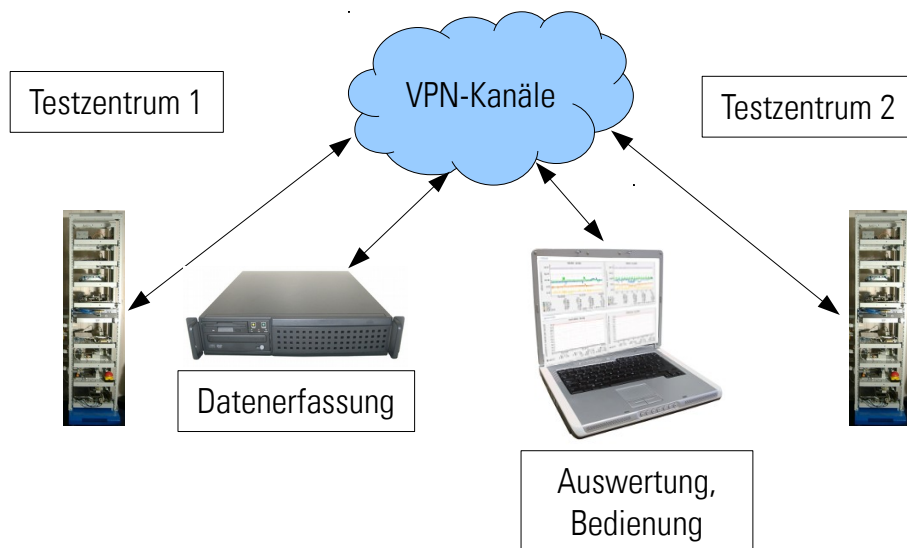 VPN-Kanäle
Testzentrum 1
Testzentrum 2
Datenerfassung
Auswertung,
Bedienung